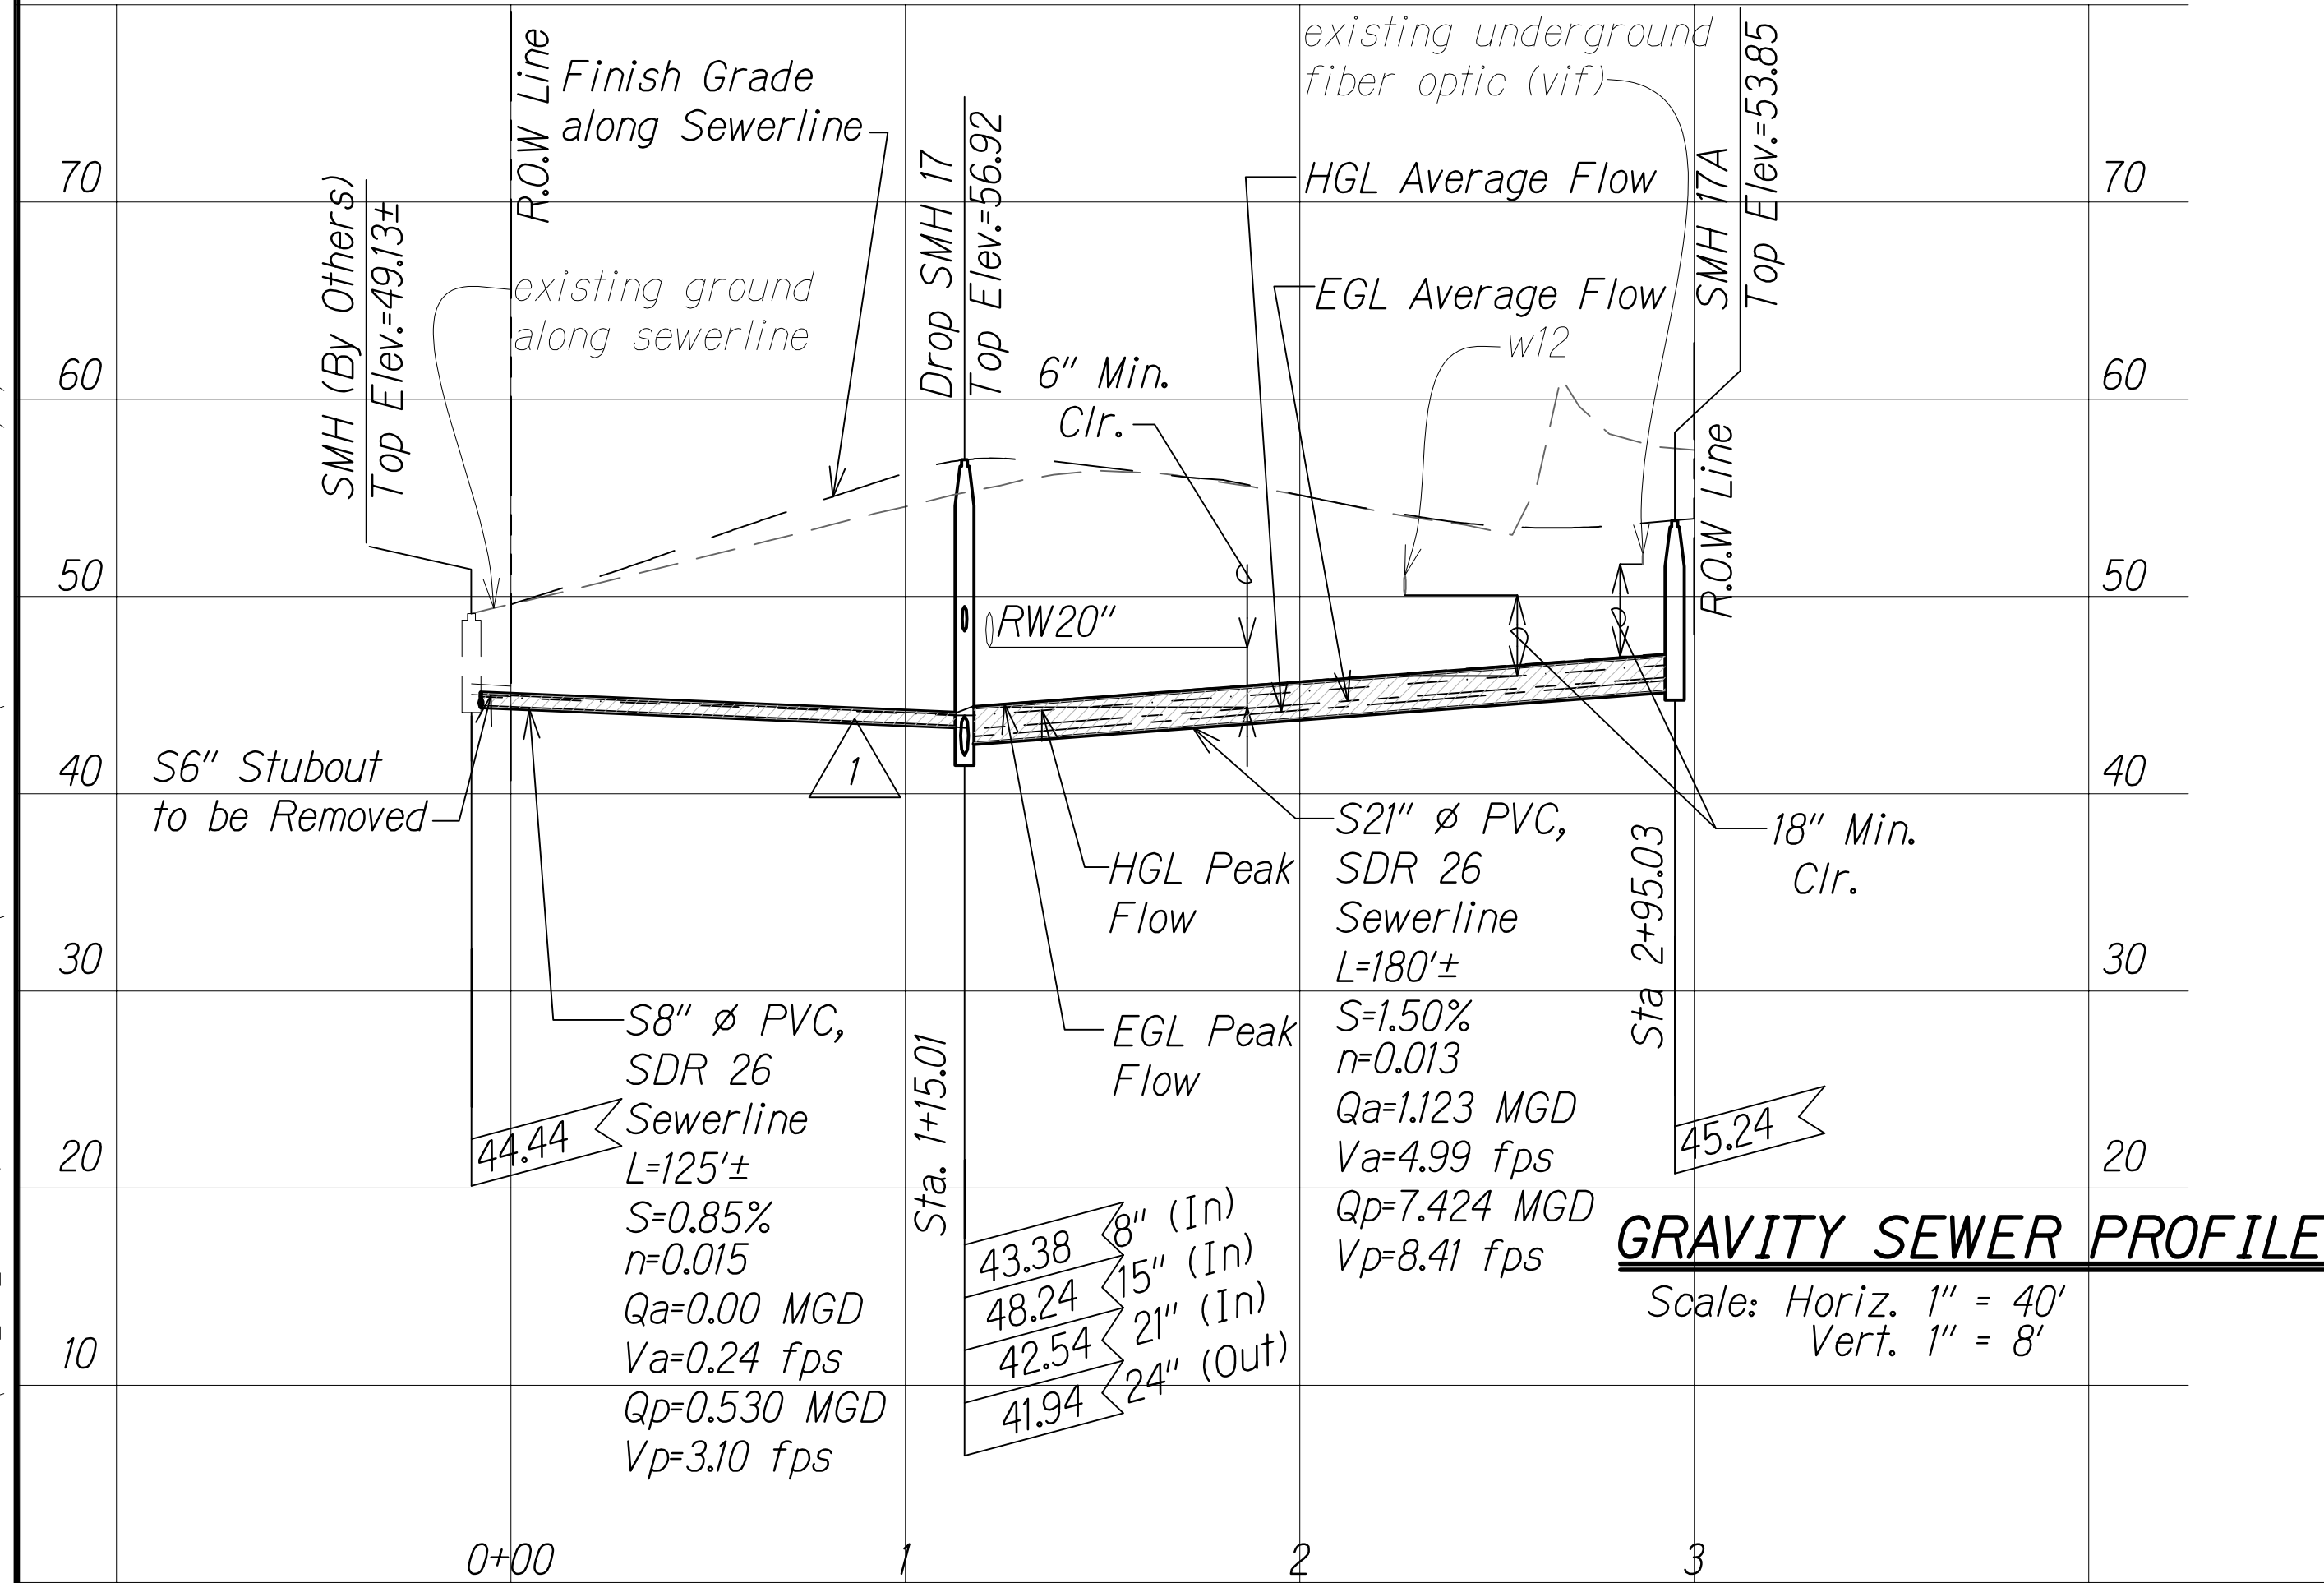 existing underground
fiber optic (vif)
R.O.W Line
Finish Grade
along Sewerline
Drop SMH 17
Top Elev.=56.92
SMH 17A
Top Elev.=53.85
70
70
HGL Average Flow
SMH (By Others)
Top Elev.=49.13±
existing ground
along sewerline
EGL Average Flow
w12
60
60
6" Min.
Clr.
R.O.W Line
50
50
RW20"
40
40
S6" Stubout
to be Removed
1
S21" Ø PVC,
SDR 26
Sewerline
L=180'±
S=1.50%
n=0.013
Qa=1.123 MGD
Va=4.99 fps
Qp=7.424 MGD
Vp=8.41 fps
18" Min.
Clr.
HGL Peak
Flow
Sta 2+95.03
30
30
S8" Ø PVC,
SDR 26
Sewerline
L=125'±
S=0.85%
n=0.015
Qa=0.00 MGD
Va=0.24 fps
Qp=0.530 MGD
Vp=3.10 fps
EGL Peak
Flow
Sta. 1+15.01
44.44
45.24
20
20
43.38 8" (In)
48.24 15" (In)
42.54 21" (In)
41.94 24" (Out)
GRAVITY SEWER PROFILE
Scale: Horiz. 1" = 40'
Vert. 1" = 8'
10
0+00
1
2
3